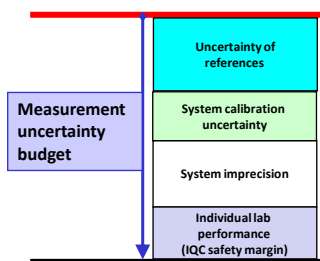 Uncertainty of
references
Measurement
uncertainty
budget
System calibration
uncertainty
System imprecision
Individual lab
performance
(IQC safety margin)